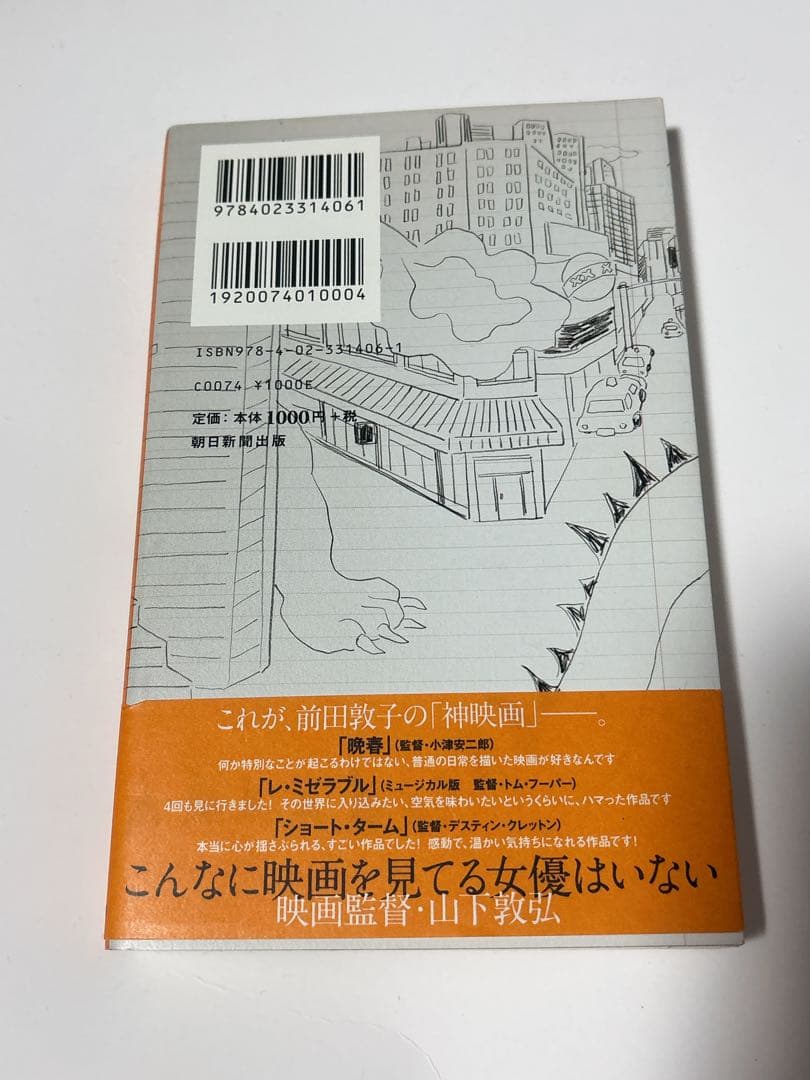 9784023314061
1920074010004
ISBN978-4-02-331406-1
C0074 ¥1000E
定価：本体1000円+税
朝日新聞出版
これが、前田敦子の「神映画」――。
「晩春」（監督・小津安二郎）
何か特別なことが起こるわけではない、普通の日常を描いた映画が好きなんです
「レ・ミゼラブル」（ミュージカル版　監督・トム・フーパー）
4回も見に行きました！ その世界に入り込みたい、空気を味わいたいというくらいに、ハマった作品です
「ショート・ターム」（監督・デスティン・クレットン）
本当に心が揺さぶられる、すごい作品でした！ 感動で、温かい気持ちになれる作品です！
こんなに映画を見てる女優はいない
映画監督・山下敦弘